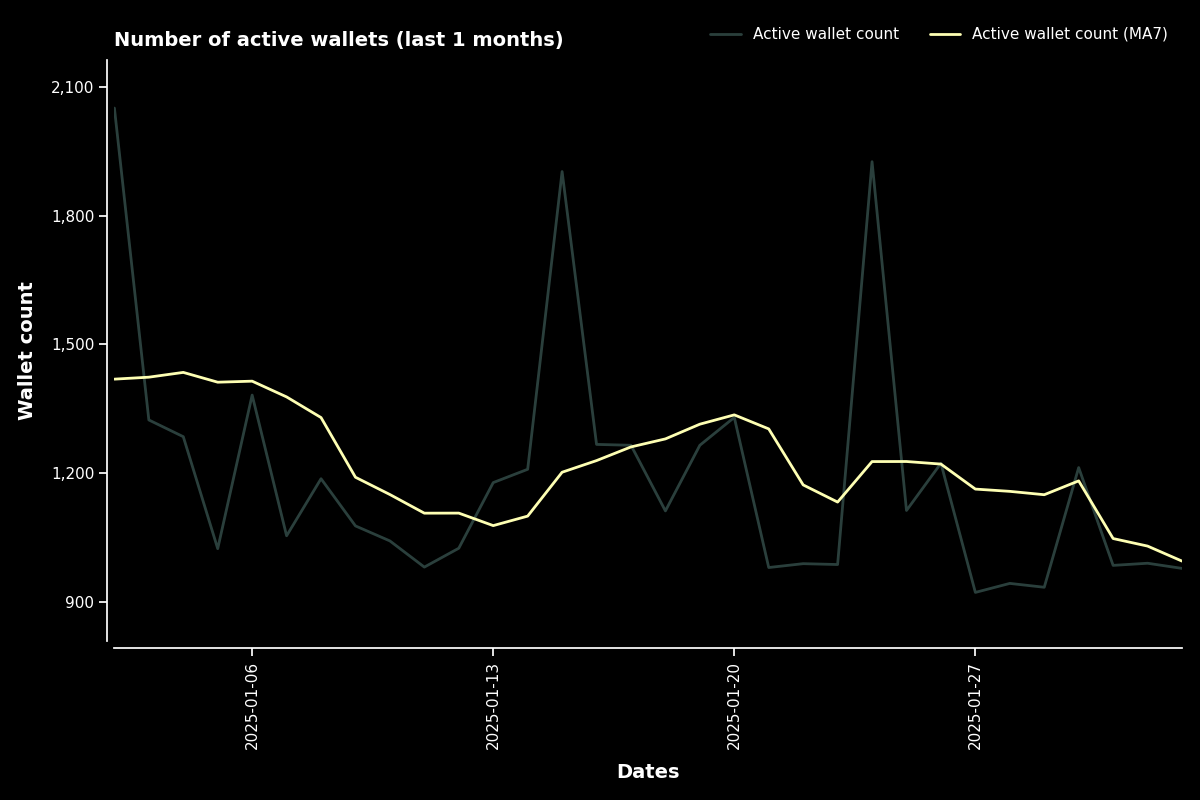 Number of active wallets (last 1 months)
Active wallet count
Active wallet count (MA7)
2,100
1,800
1,500
1,200
900
Wallet count
2025-01-06
2025-01-13
2025-01-20
2025-01-27
Dates